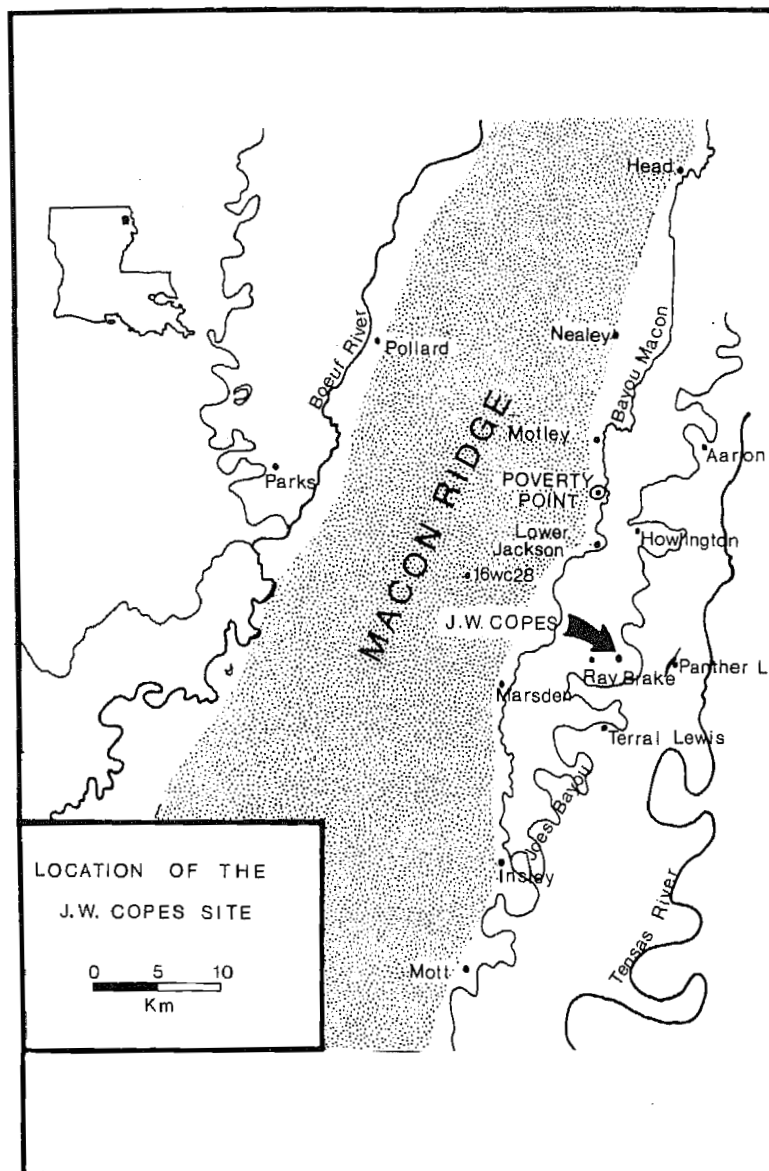 Head
Boeuf River
Pollard
Nealey
Bayou Macon
MACON RIDGE
Motley
Aarron
Parks
POVERTY
POINT
Lower
Jackson
Howlington
16wc28
J.W. COPES
Ray Brake
Panther L
Marsden
Terral Lewis
Joes Bayou
Insley
Tensas River
Mott
LOCATION OF THE
J.W. COPES SITE
0 5 10
Km